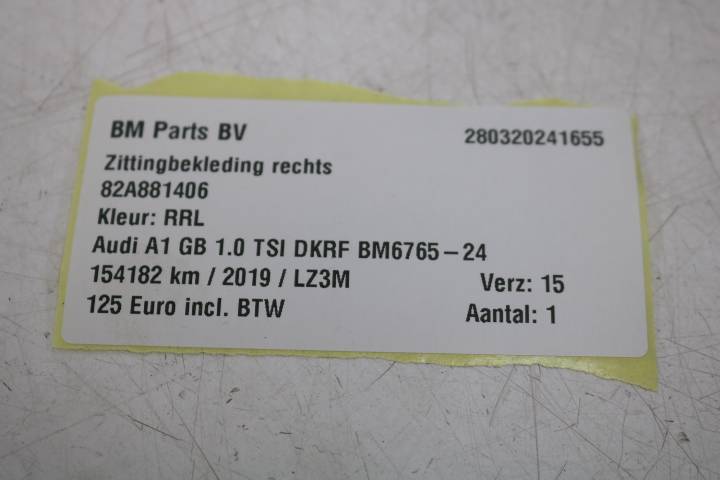 BM Parts BV 280320241655
Zittingbekleding rechts
82A881406
Kleur: RRL
Audi A1 GB 1.0 TSI DKRF BM6765-24
154182 km / 2019 / LZ3M Verz: 15
125 Euro incl. BTW Aantal: 1